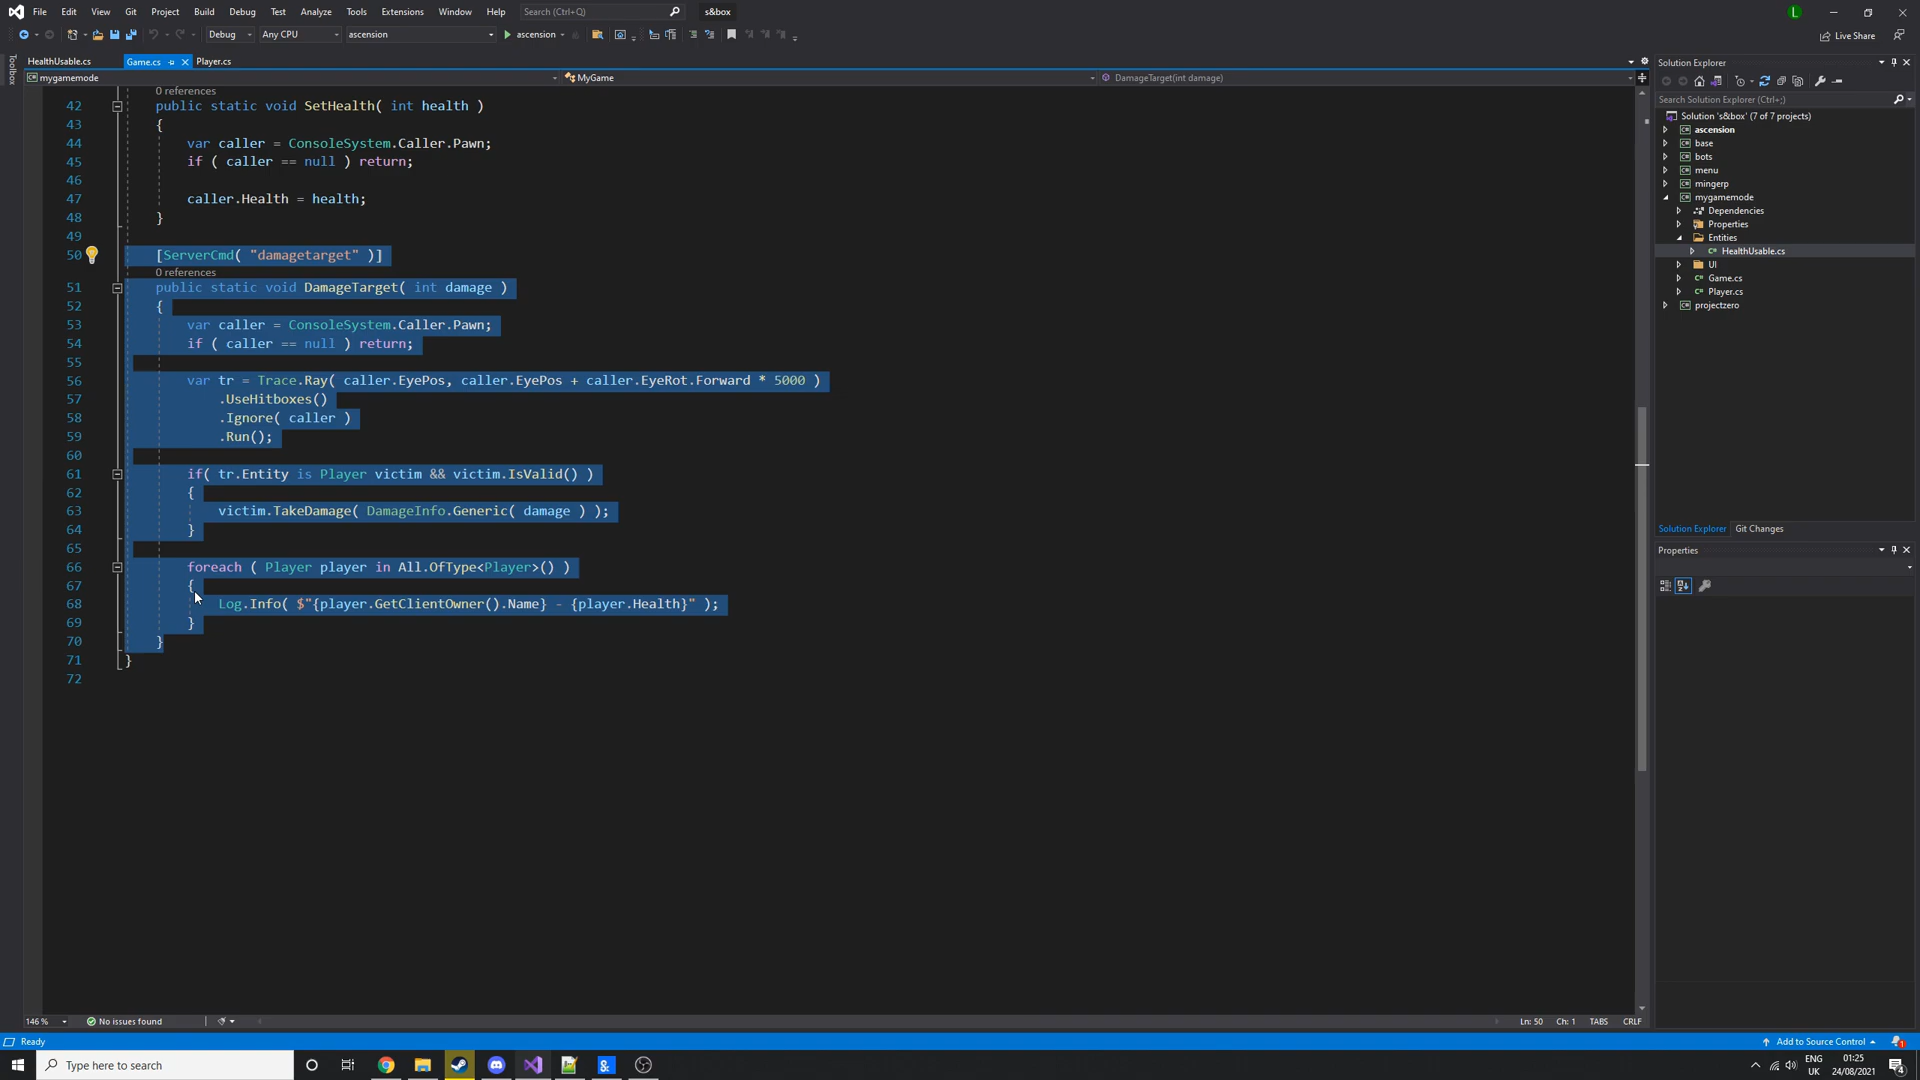 File Edit View Git Project Build Debug Test Analyze Tools Extensions Window Help Search (Ctrl+Q) s&box L
Debug Any CPU ascension ascension Live Share
Toolbox
HealthUsable.cs Game.cs Player.cs
mygamemode MyGame DamageTarget(int damage)
0 references
42 public static void SetHealth( int health )
43 {
44 var caller = ConsoleSystem.Caller.Pawn;
45 if ( caller == null ) return;
46
47 caller.Health = health;
48 }
49
50 [ServerCmd( "damagetarget" )]
0 references
51 public static void DamageTarget( int damage )
52 {
53 var caller = ConsoleSystem.Caller.Pawn;
54 if ( caller == null ) return;
55
56 var tr = Trace.Ray( caller.EyePos, caller.EyePos + caller.EyeRot.Forward * 5000 )
57 .UseHitboxes()
58 .Ignore( caller )
59 .Run();
60
61 if( tr.Entity is Player victim && victim.IsValid() )
62 {
63 victim.TakeDamage( DamageInfo.Generic( damage ) );
64 }
65
66 foreach ( Player player in All.OfType<Player>() )
67 {
68 Log.Info( $"{player.GetClientOwner().Name} - {player.Health}" );
69 }
70 }
71 }
72
146 % No issues found Ln: 50 Ch: 1 TABS CRLF
Solution Explorer
Search Solution Explorer (Ctrl+;)
Solution 's&box' (7 of 7 projects)
ascension
base
bots
menu
mingerp
mygamemode
Dependencies
Properties
Entities
HealthUsable.cs
UI
Game.cs
Player.cs
projectzero
Solution Explorer Git Changes
Properties
Ready Add to Source Control 1
Type here to search ENG UK 01:25 24/08/2021 4